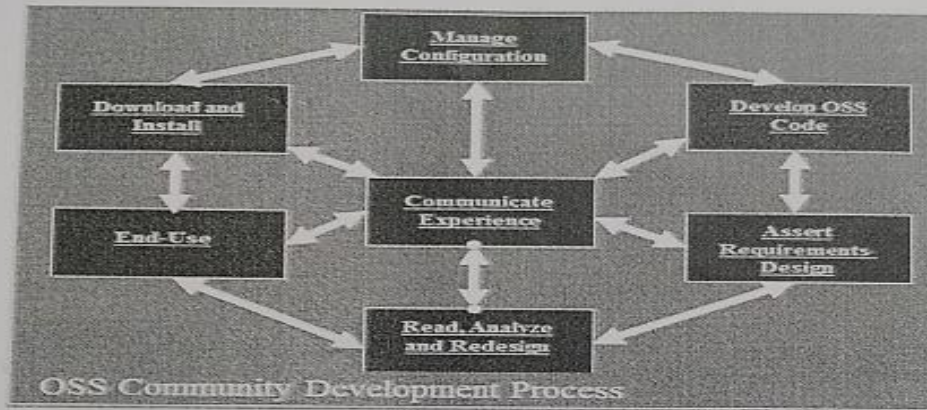 Manage
Configuration
Download and
Install
Develop OSS
Code
Communicate
Experience
End-Use
Assert
Requirements-
Design
Read, Analyze
and Redesign
OSS Community Development Process